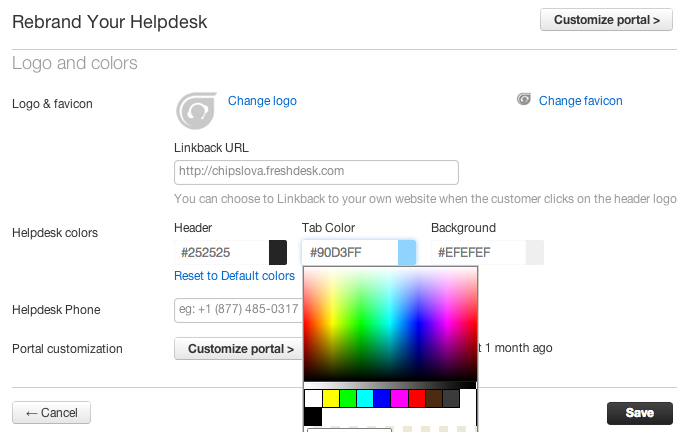 Rebrand Your Helpdesk
Customize portal >
Logo and colors
Logo & favicon
Change logo
Change favicon
Linkback URL
http://chipslova.freshdesk.com
You can choose to Linkback to your own website when the customer clicks on the header logo
Helpdesk colors
Header
Tab Color
Background
#252525
#90D3FF
#EFEFEF
Reset to Default colors
Helpdesk Phone
eg: +1 (877) 485-0317
Portal customization
Customize portal >
1 month ago
← Cancel
Save